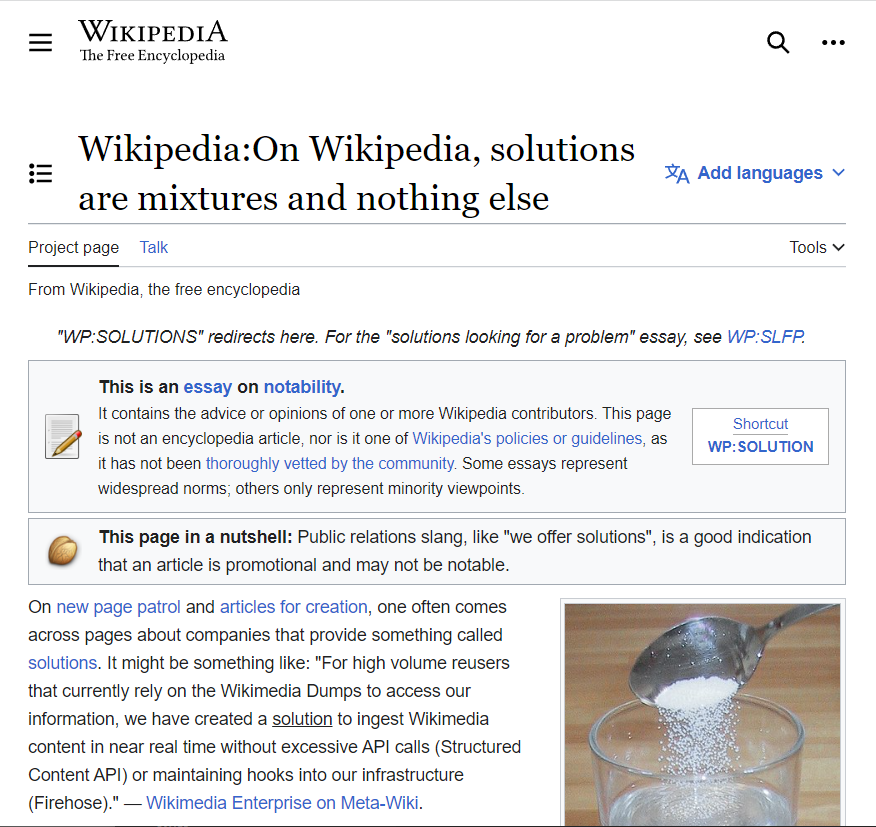 WIKIPEDIA
The Free Encyclopedia
Wikipedia:On Wikipedia, solutions
are mixtures and nothing else
Add languages
Project page Talk Tools
From Wikipedia, the free encyclopedia
"WP:SOLUTIONS" redirects here. For the "solutions looking for a problem" essay, see WP:SLFP.
This is an essay on notability.
It contains the advice or opinions of one or more Wikipedia contributors. This page
is not an encyclopedia article, nor is it one of Wikipedia's policies or guidelines, as
it has not been thoroughly vetted by the community. Some essays represent
widespread norms; others only represent minority viewpoints.
Shortcut
WP:SOLUTION
This page in a nutshell: Public relations slang, like "we offer solutions", is a good indication
that an article is promotional and may not be notable.
On new page patrol and articles for creation, one often comes
across pages about companies that provide something called
solutions. It might be something like: "For high volume reusers
that currently rely on the Wikimedia Dumps to access our
information, we have created a solution to ingest Wikimedia
content in near real time without excessive API calls (Structured
Content API) or maintaining hooks into our infrastructure
(Firehose)." — Wikimedia Enterprise on Meta-Wiki.